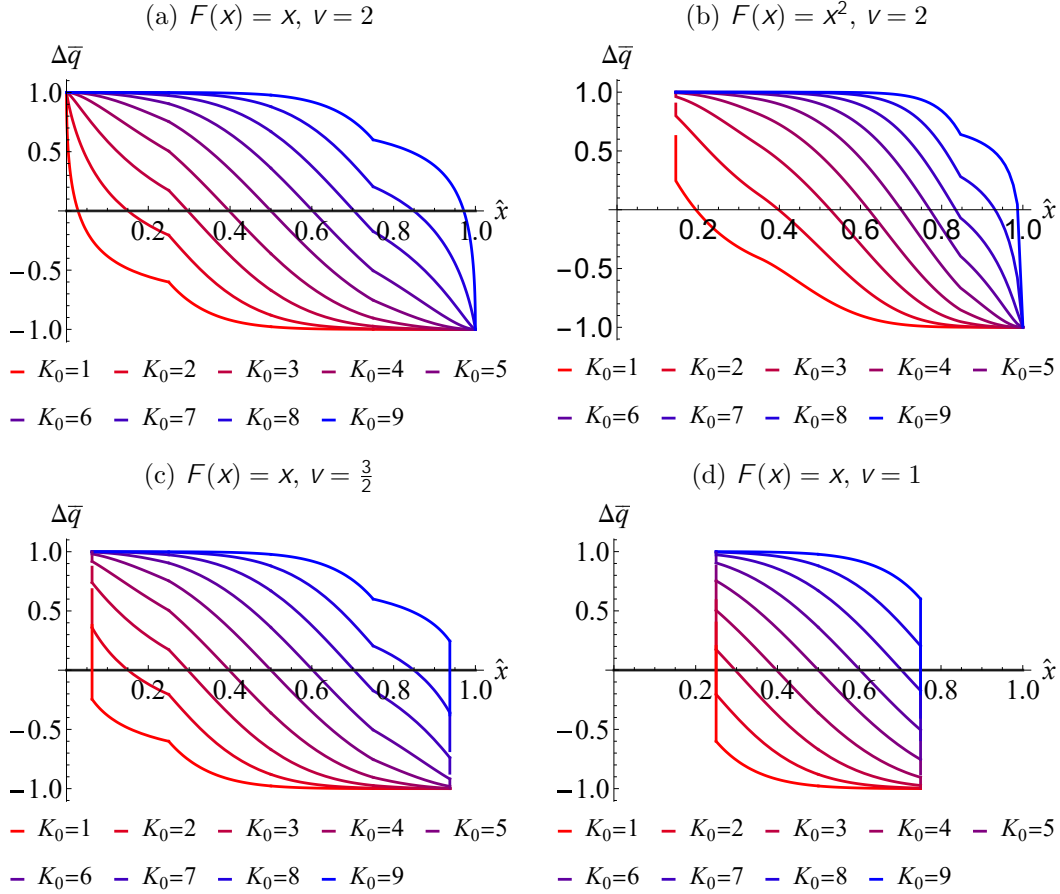 (a) F(x) = x, v = 2
Δq̅
1.0
0.5
−0.5
−1.0
0.2 0.4 0.6 0.8 1.0
x̂
K₀=1 K₀=2 K₀=3 K₀=4 K₀=5
K₀=6 K₀=7 K₀=8 K₀=9
(b) F(x) = x², v = 2
Δq̅
1.0
0.5
−0.5
−1.0
0.2 0.4 0.6 0.8 1.0
x̂
K₀=1 K₀=2 K₀=3 K₀=4 K₀=5
K₀=6 K₀=7 K₀=8 K₀=9
(c) F(x) = x, v = 3/2
Δq̅
1.0
0.5
−0.5
−1.0
0.2 0.4 0.6 0.8 1.0
x̂
K₀=1 K₀=2 K₀=3 K₀=4 K₀=5
K₀=6 K₀=7 K₀=8 K₀=9
(d) F(x) = x, v = 1
Δq̅
1.0
0.5
−0.5
−1.0
0.2 0.4 0.6 0.8 1.0
x̂
K₀=1 K₀=2 K₀=3 K₀=4 K₀=5
K₀=6 K₀=7 K₀=8 K₀=9